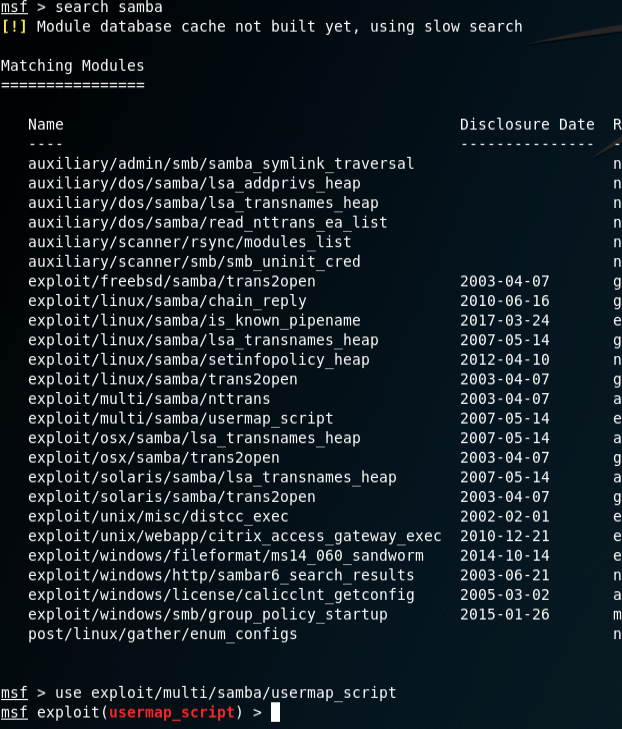 msf > search samba
[!] Module database cache not built yet, using slow search
Matching Modules
================
Name Disclosure Date R
---- --------------- -
auxiliary/admin/smb/samba_symlink_traversal n
auxiliary/dos/samba/lsa_addprivs_heap n
auxiliary/dos/samba/lsa_transnames_heap n
auxiliary/dos/samba/read_nttrans_ea_list n
auxiliary/scanner/rsync/modules_list n
auxiliary/scanner/smb/smb_uninit_cred n
exploit/freebsd/samba/trans2open 2003-04-07 g
exploit/linux/samba/chain_reply 2010-06-16 g
exploit/linux/samba/is_known_pipename 2017-03-24 e
exploit/linux/samba/lsa_transnames_heap 2007-05-14 g
exploit/linux/samba/setinfopolicy_heap 2012-04-10 n
exploit/linux/samba/trans2open 2003-04-07 g
exploit/multi/samba/nttrans 2003-04-07 a
exploit/multi/samba/usermap_script 2007-05-14 e
exploit/osx/samba/lsa_transnames_heap 2007-05-14 a
exploit/osx/samba/trans2open 2003-04-07 g
exploit/solaris/samba/lsa_transnames_heap 2007-05-14 a
exploit/solaris/samba/trans2open 2003-04-07 g
exploit/unix/misc/distcc_exec 2002-02-01 e
exploit/unix/webapp/citrix_access_gateway_exec 2010-12-21 e
exploit/windows/fileformat/ms14_060_sandworm 2014-10-14 e
exploit/windows/http/sambar6_search_results 2003-06-21 n
exploit/windows/license/calicclnt_getconfig 2005-03-02 a
exploit/windows/smb/group_policy_startup 2015-01-26 m
post/linux/gather/enum_configs n
msf > use exploit/multi/samba/usermap_script
msf exploit(usermap_script) >